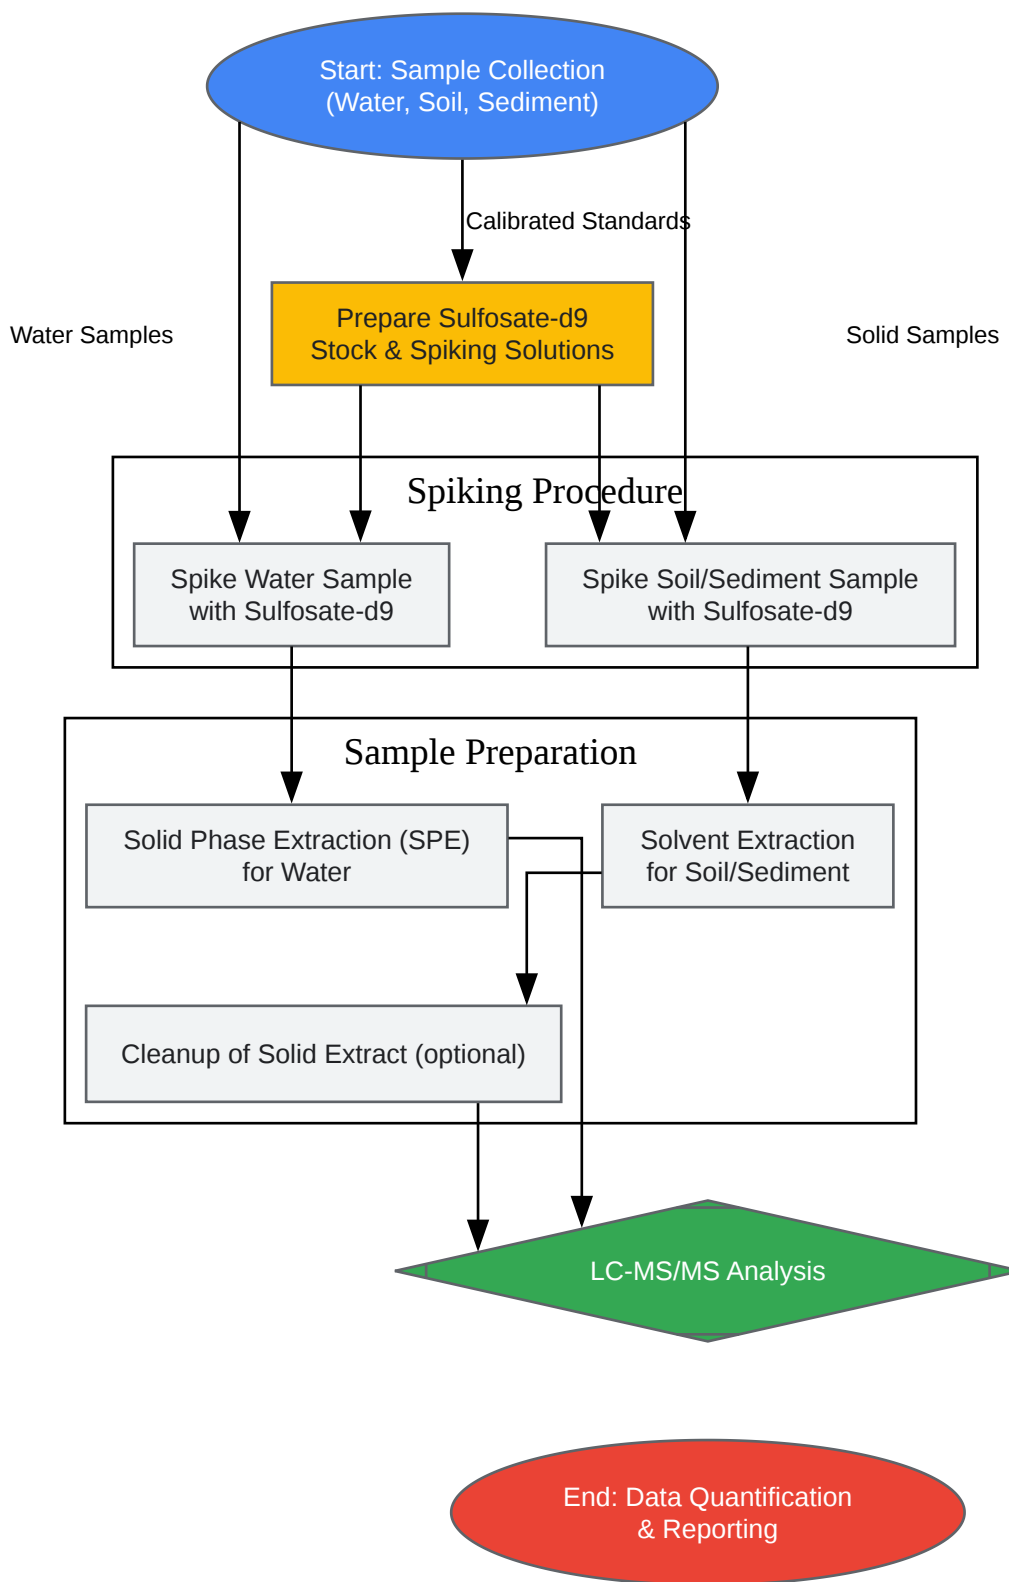 Start: Sample Collection
(Water, Soil, Sediment)
Calibrated Standards
Water Samples
Prepare Sulfosate-d9
Stock & Spiking Solutions
Solid Samples
Spiking Procedure
Spike Water Sample
with Sulfosate-d9
Spike Soil/Sediment Sample
with Sulfosate-d9
Sample Preparation
Solid Phase Extraction (SPE)
for Water
Solvent Extraction
for Soil/Sediment
Cleanup of Solid Extract (optional)
LC-MS/MS Analysis
End: Data Quantification
& Reporting